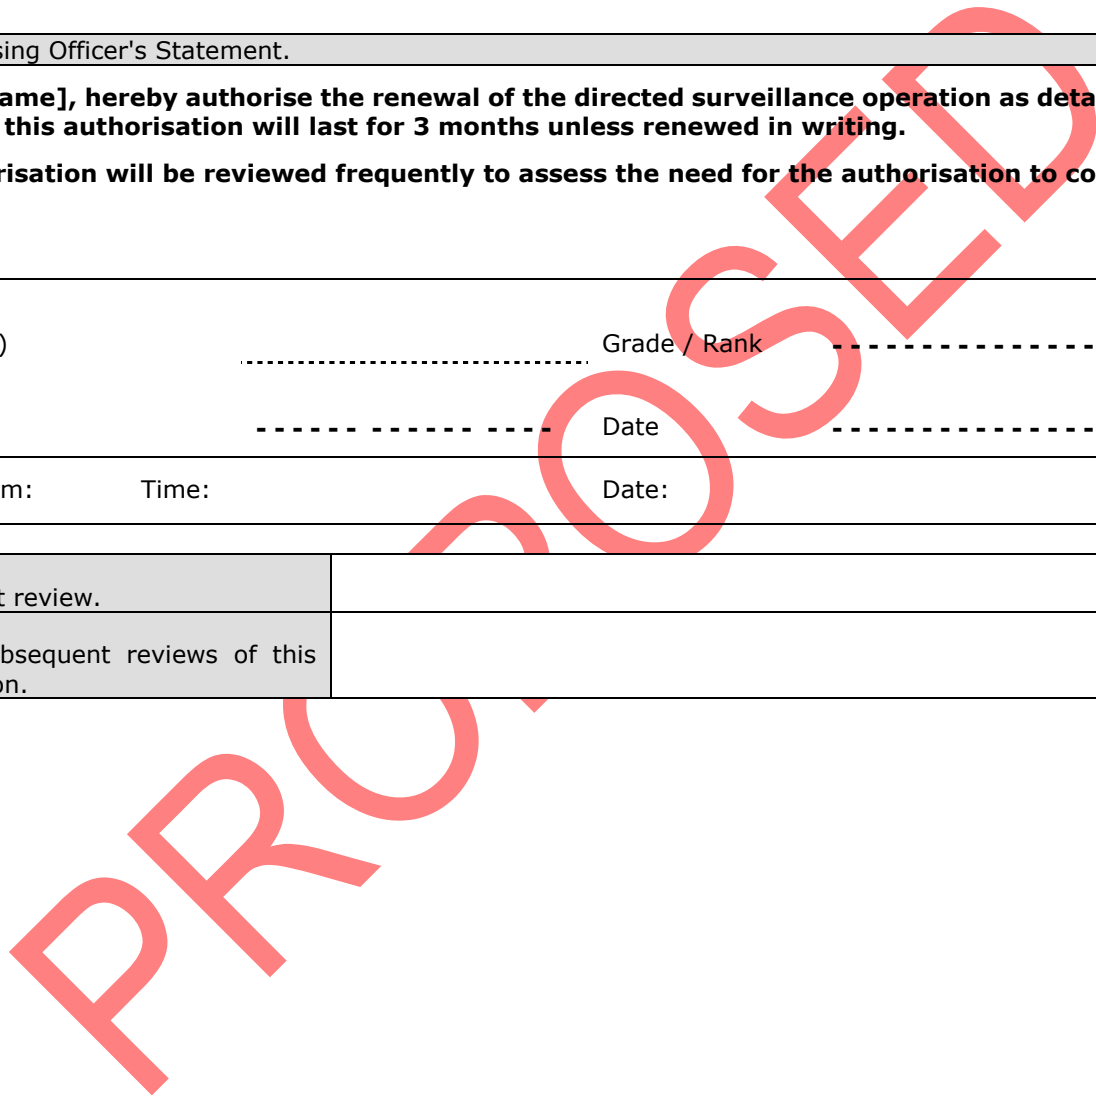 sing Officer's Statement.
ame], hereby authorise the renewal of the directed surveillance operation as deta
this authorisation will last for 3 months unless renewed in writing.
risation will be reviewed frequently to assess the need for the authorisation to co
) Grade / Rank
Date
m: Time: Date:
t review.
bsequent reviews of this
on.
PROPOSED